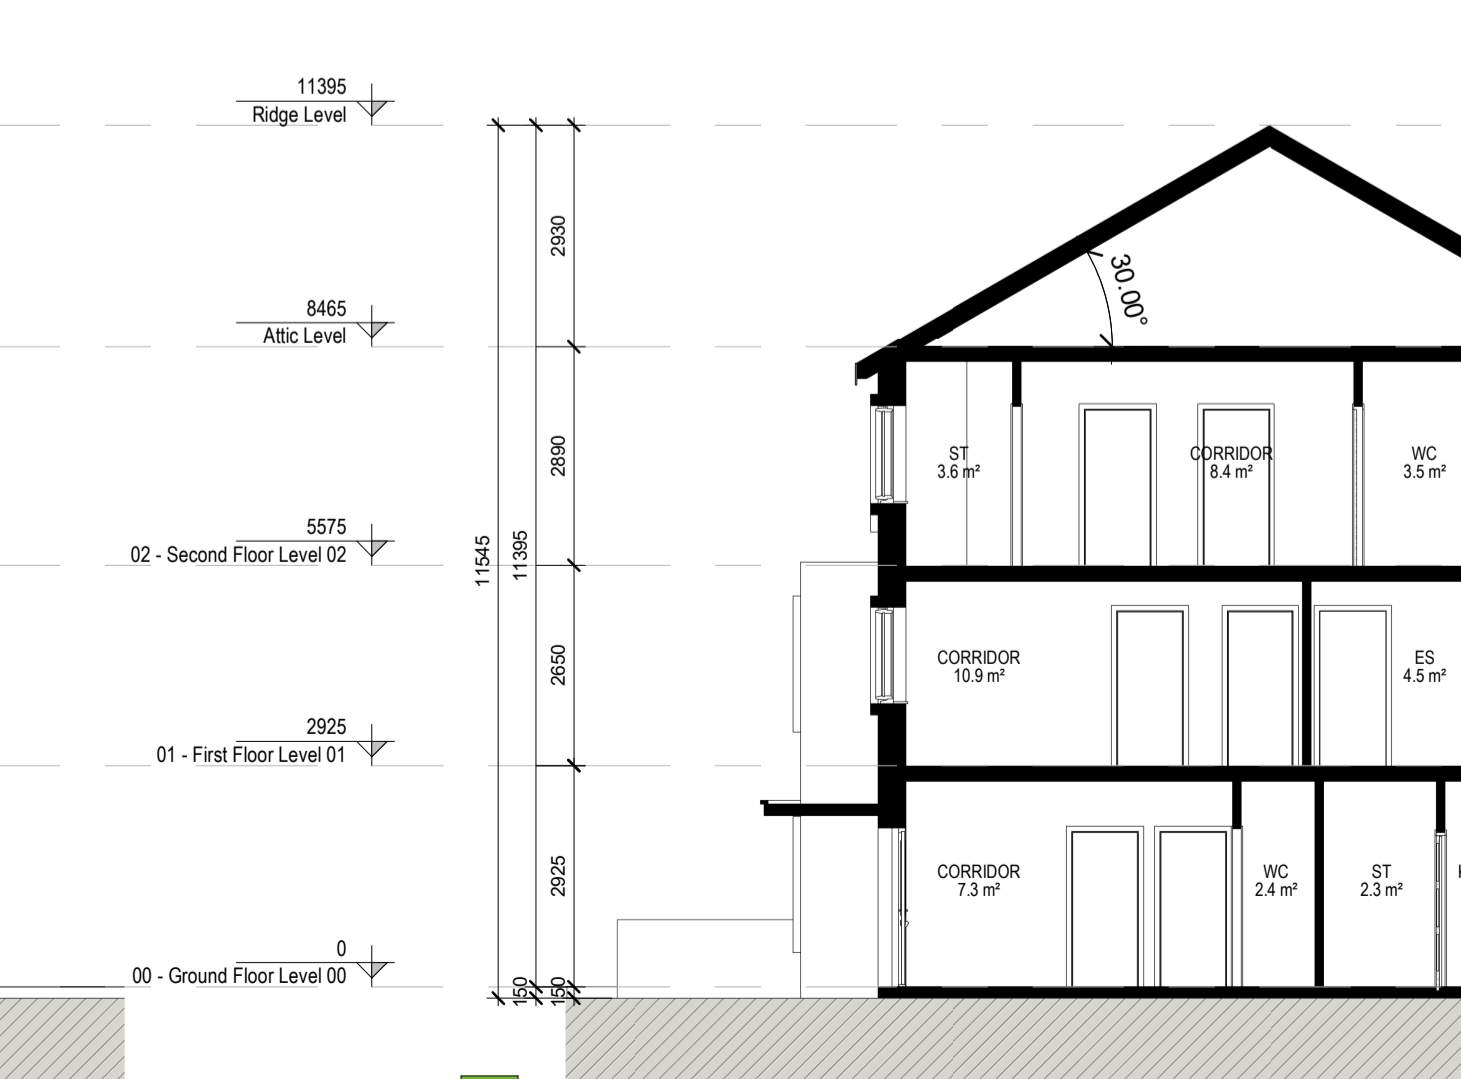 11395
Ridge Level
2930
30.00°
8465
Attic Level
2890
ST
3.6 m²
CORRIDOR
8.4 m²
WC
3.5 m²
5575
02 - Second Floor Level 02
11545
11395
2650
CORRIDOR
10.9 m²
ES
4.5 m²
2925
01 - First Floor Level 01
2925
CORRIDOR
7.3 m²
WC
2.4 m²
ST
2.3 m²
0
00 - Ground Floor Level 00
150
150